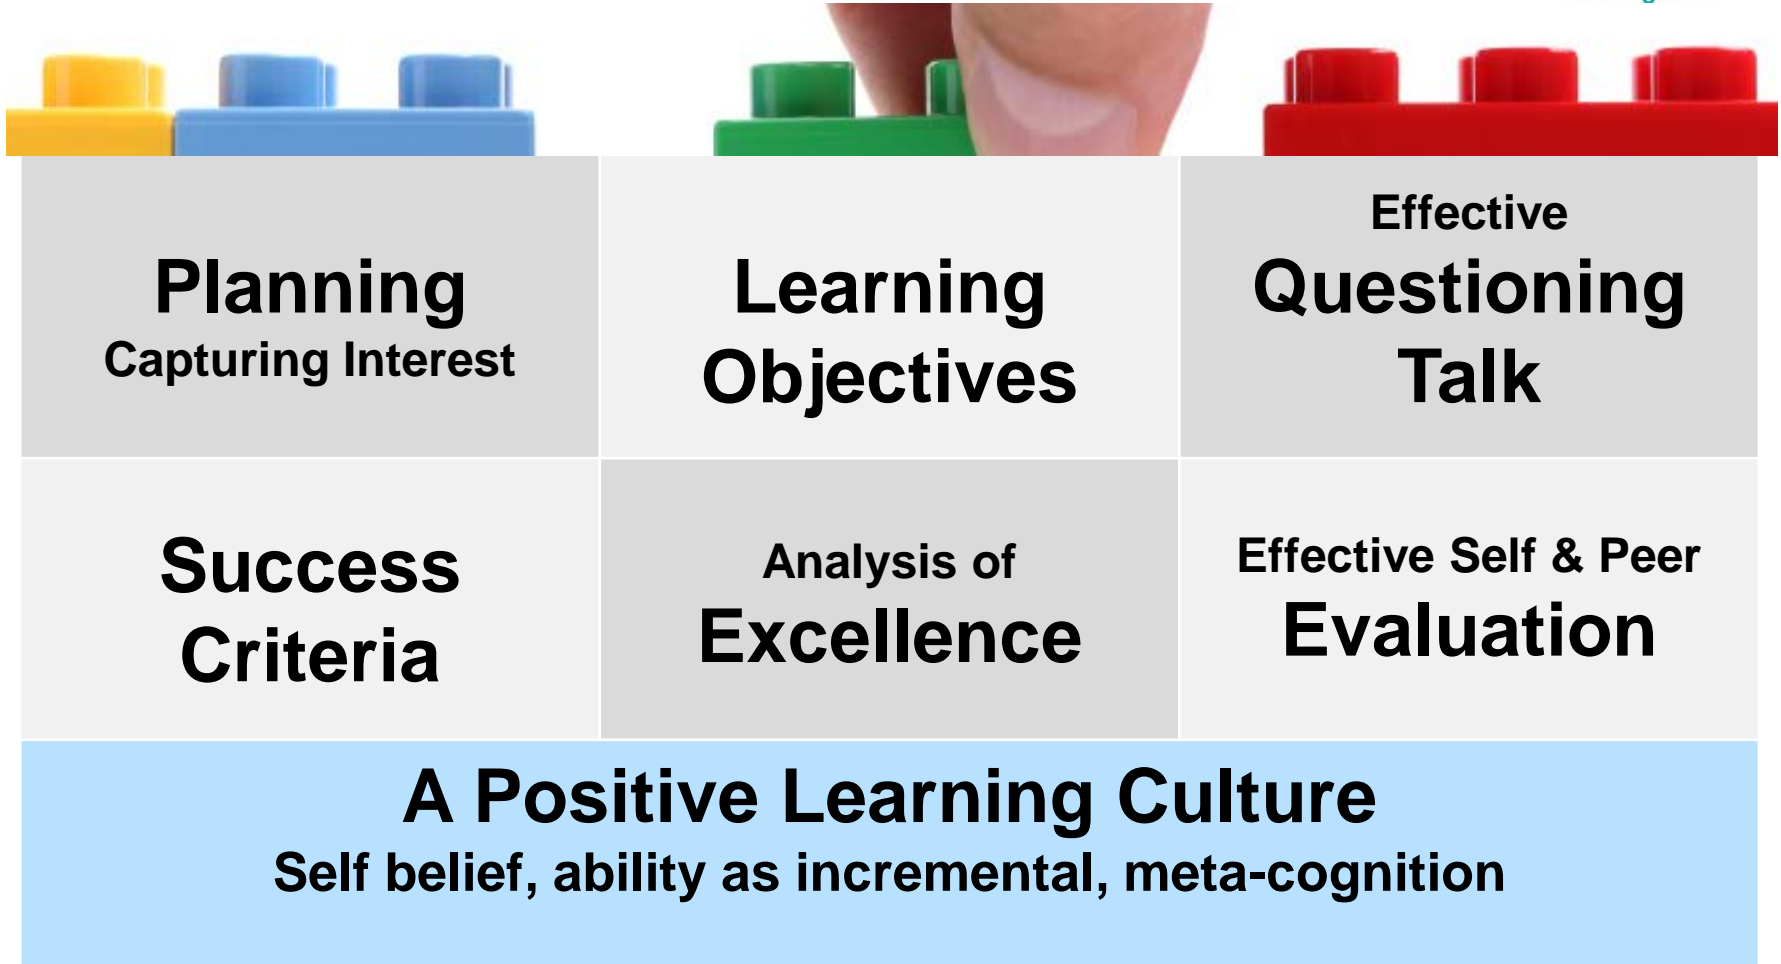 Planning
Capturing Interest
Learning
Objectives
Effective
Questioning
Talk
Success
Criteria
Analysis of
Excellence
Effective Self & Peer
Evaluation
A Positive Learning Culture
Self belief, ability as incremental, meta-cognition